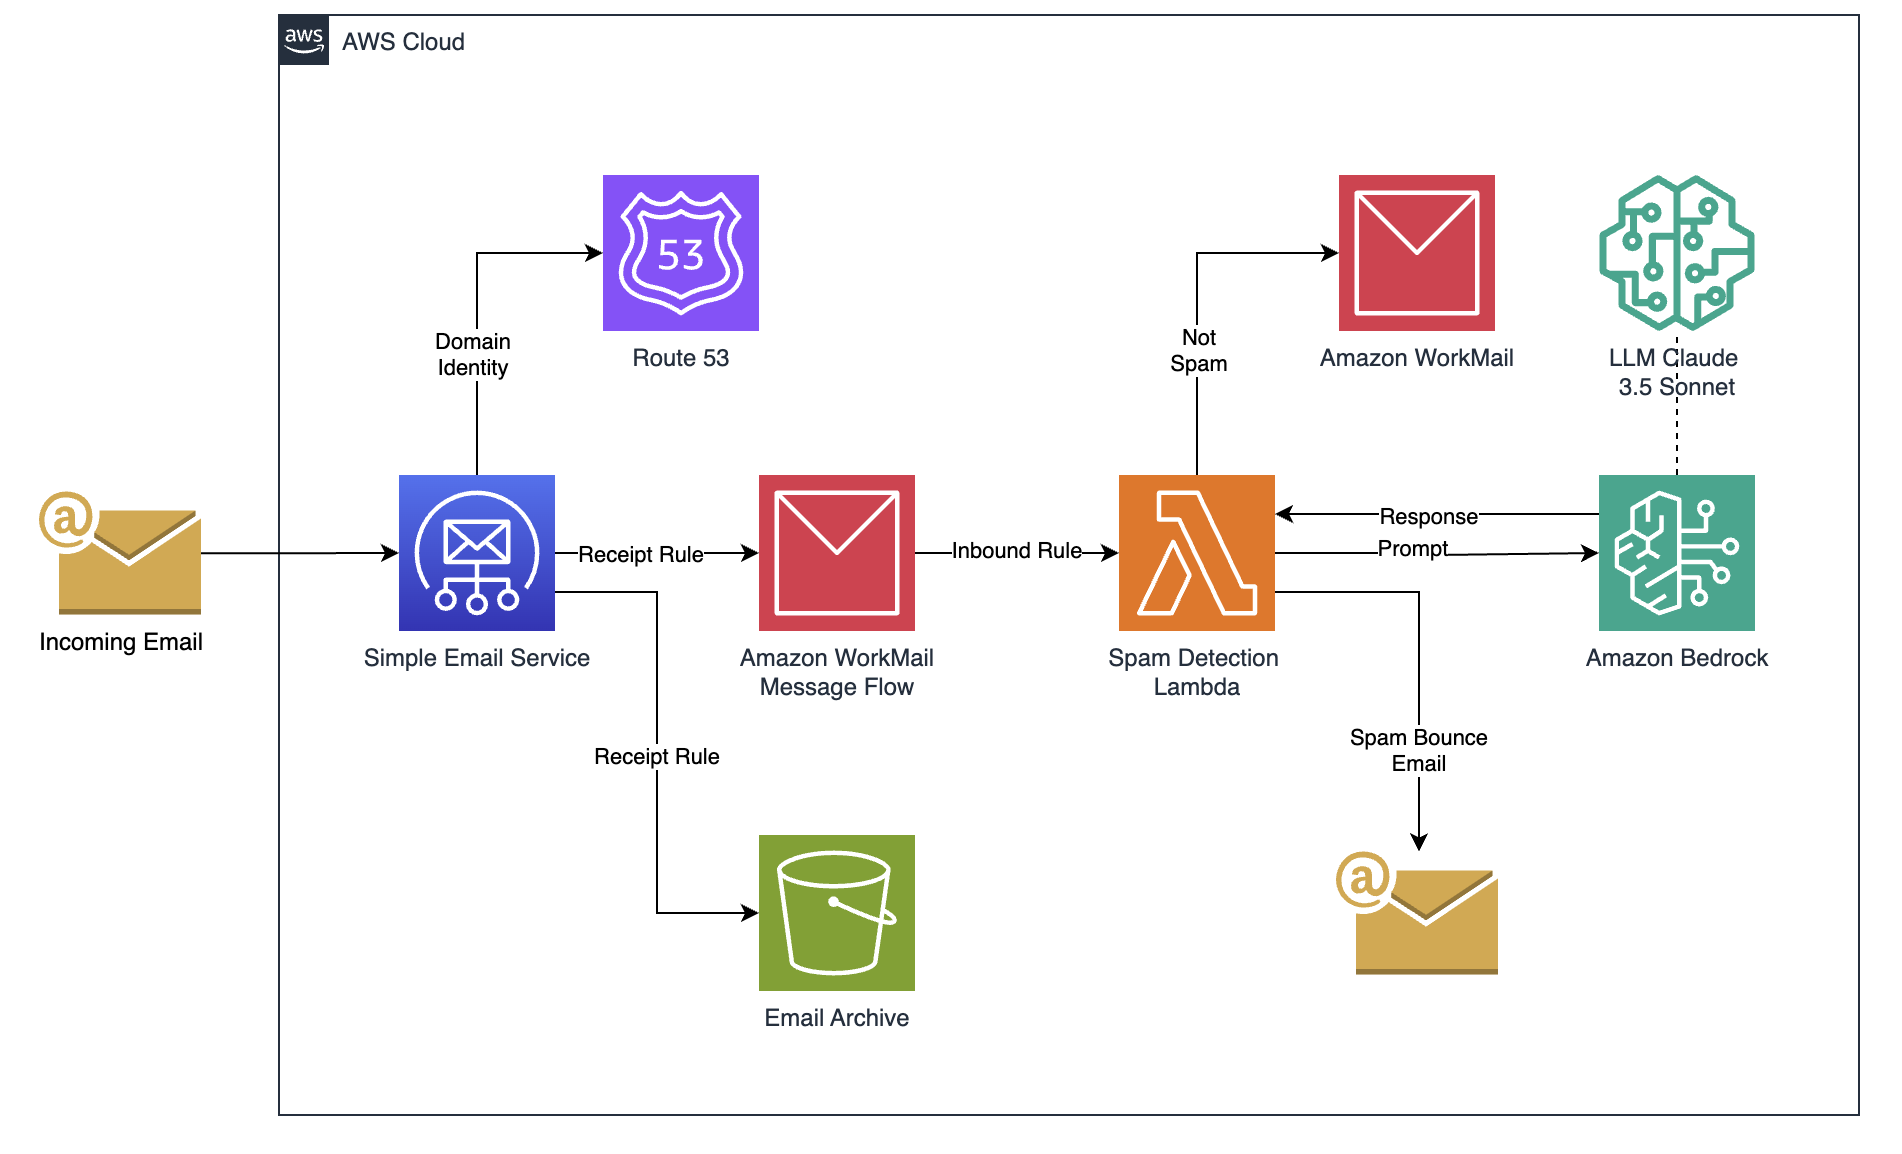 aws
AWS Cloud
53
Route 53
Amazon WorkMail
LLM Claude
3.5 Sonnet
Domain
Identity
Not
Spam
@
Incoming Email
Receipt Rule
Inbound Rule
Response
Prompt
Simple Email Service
Amazon WorkMail
Message Flow
Spam Detection
Lambda
Amazon Bedrock
Receipt Rule
Spam Bounce
Email
@
Email Archive